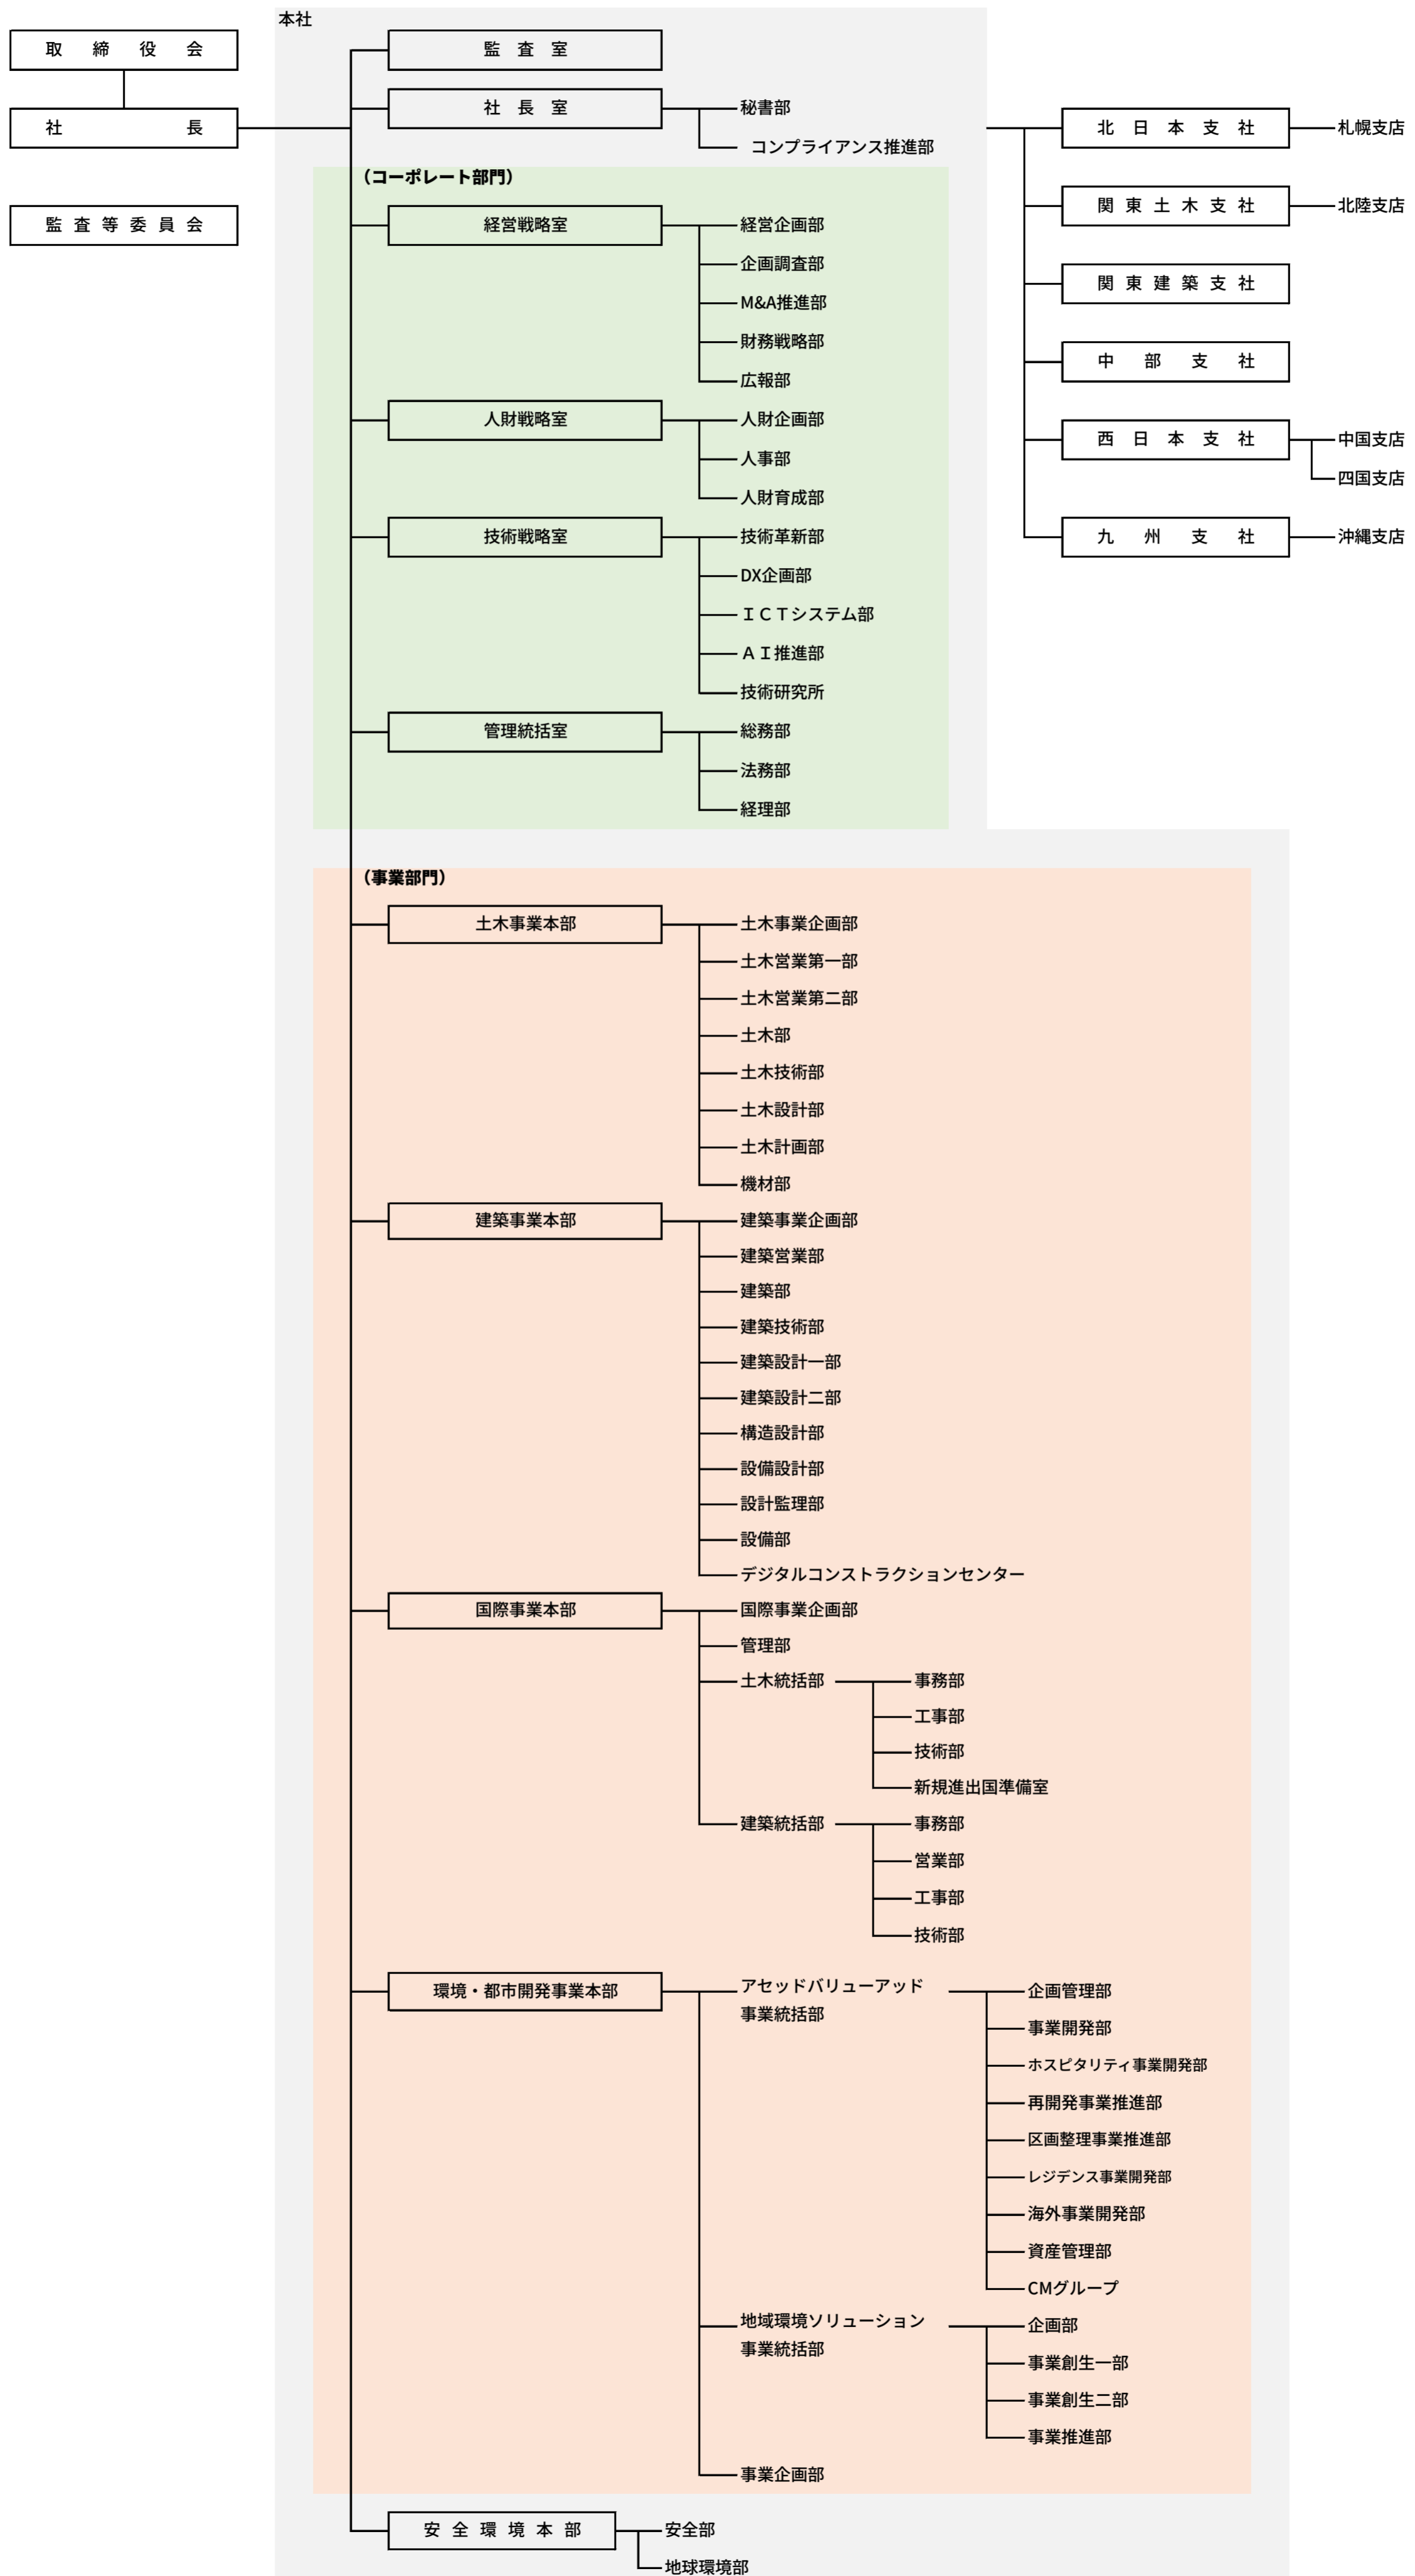 本社
取締役会
社長
監査等委員会
監査室
社長室
秘書部
コンプライアンス推進部
（コーポレート部門）
経営戦略室
経営企画部
企画調査部
M&A推進部
財務戦略部
広報部
人財戦略室
人財企画部
人事部
人財育成部
技術戦略室
技術革新部
DX企画部
ＩＣＴシステム部
ＡＩ推進部
技術研究所
管理統括室
総務部
法務部
経理部
北日本支社
札幌支店
関東土木支社
北陸支店
関東建築支社
中部支社
西日本支社
中国支店
四国支店
九州支社
沖縄支店
（事業部門）
土木事業本部
土木事業企画部
土木営業第一部
土木営業第二部
土木部
土木技術部
土木設計部
土木計画部
機材部
建築事業本部
建築事業企画部
建築営業部
建築部
建築技術部
建築設計一部
建築設計二部
構造設計部
設備設計部
設計監理部
設備部
デジタルコンストラクションセンター
国際事業本部
国際事業企画部
管理部
土木統括部
事務部
工事部
技術部
新規進出国準備室
建築統括部
事務部
営業部
工事部
技術部
環境・都市開発事業本部
アセッドバリューアッド
事業統括部
企画管理部
事業開発部
ホスピタリティ事業開発部
再開発事業推進部
区画整理事業推進部
レジデンス事業開発部
海外事業開発部
資産管理部
CMグループ
地域環境ソリューション
事業統括部
企画部
事業創生一部
事業創生二部
事業推進部
事業企画部
安全環境本部
安全部
地球環境部